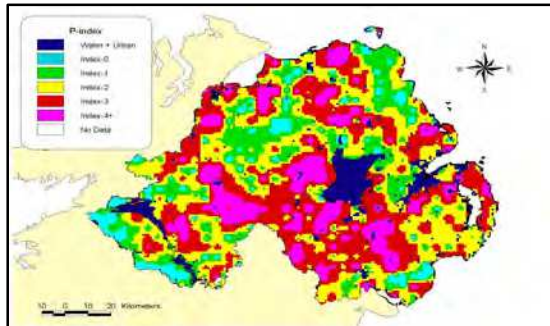 P-index
Water + Urban
Index-0
Index-1
Index-2
Index-3
Index-4+
No Data
N
W E
S
10 0 10 20 Kilometers